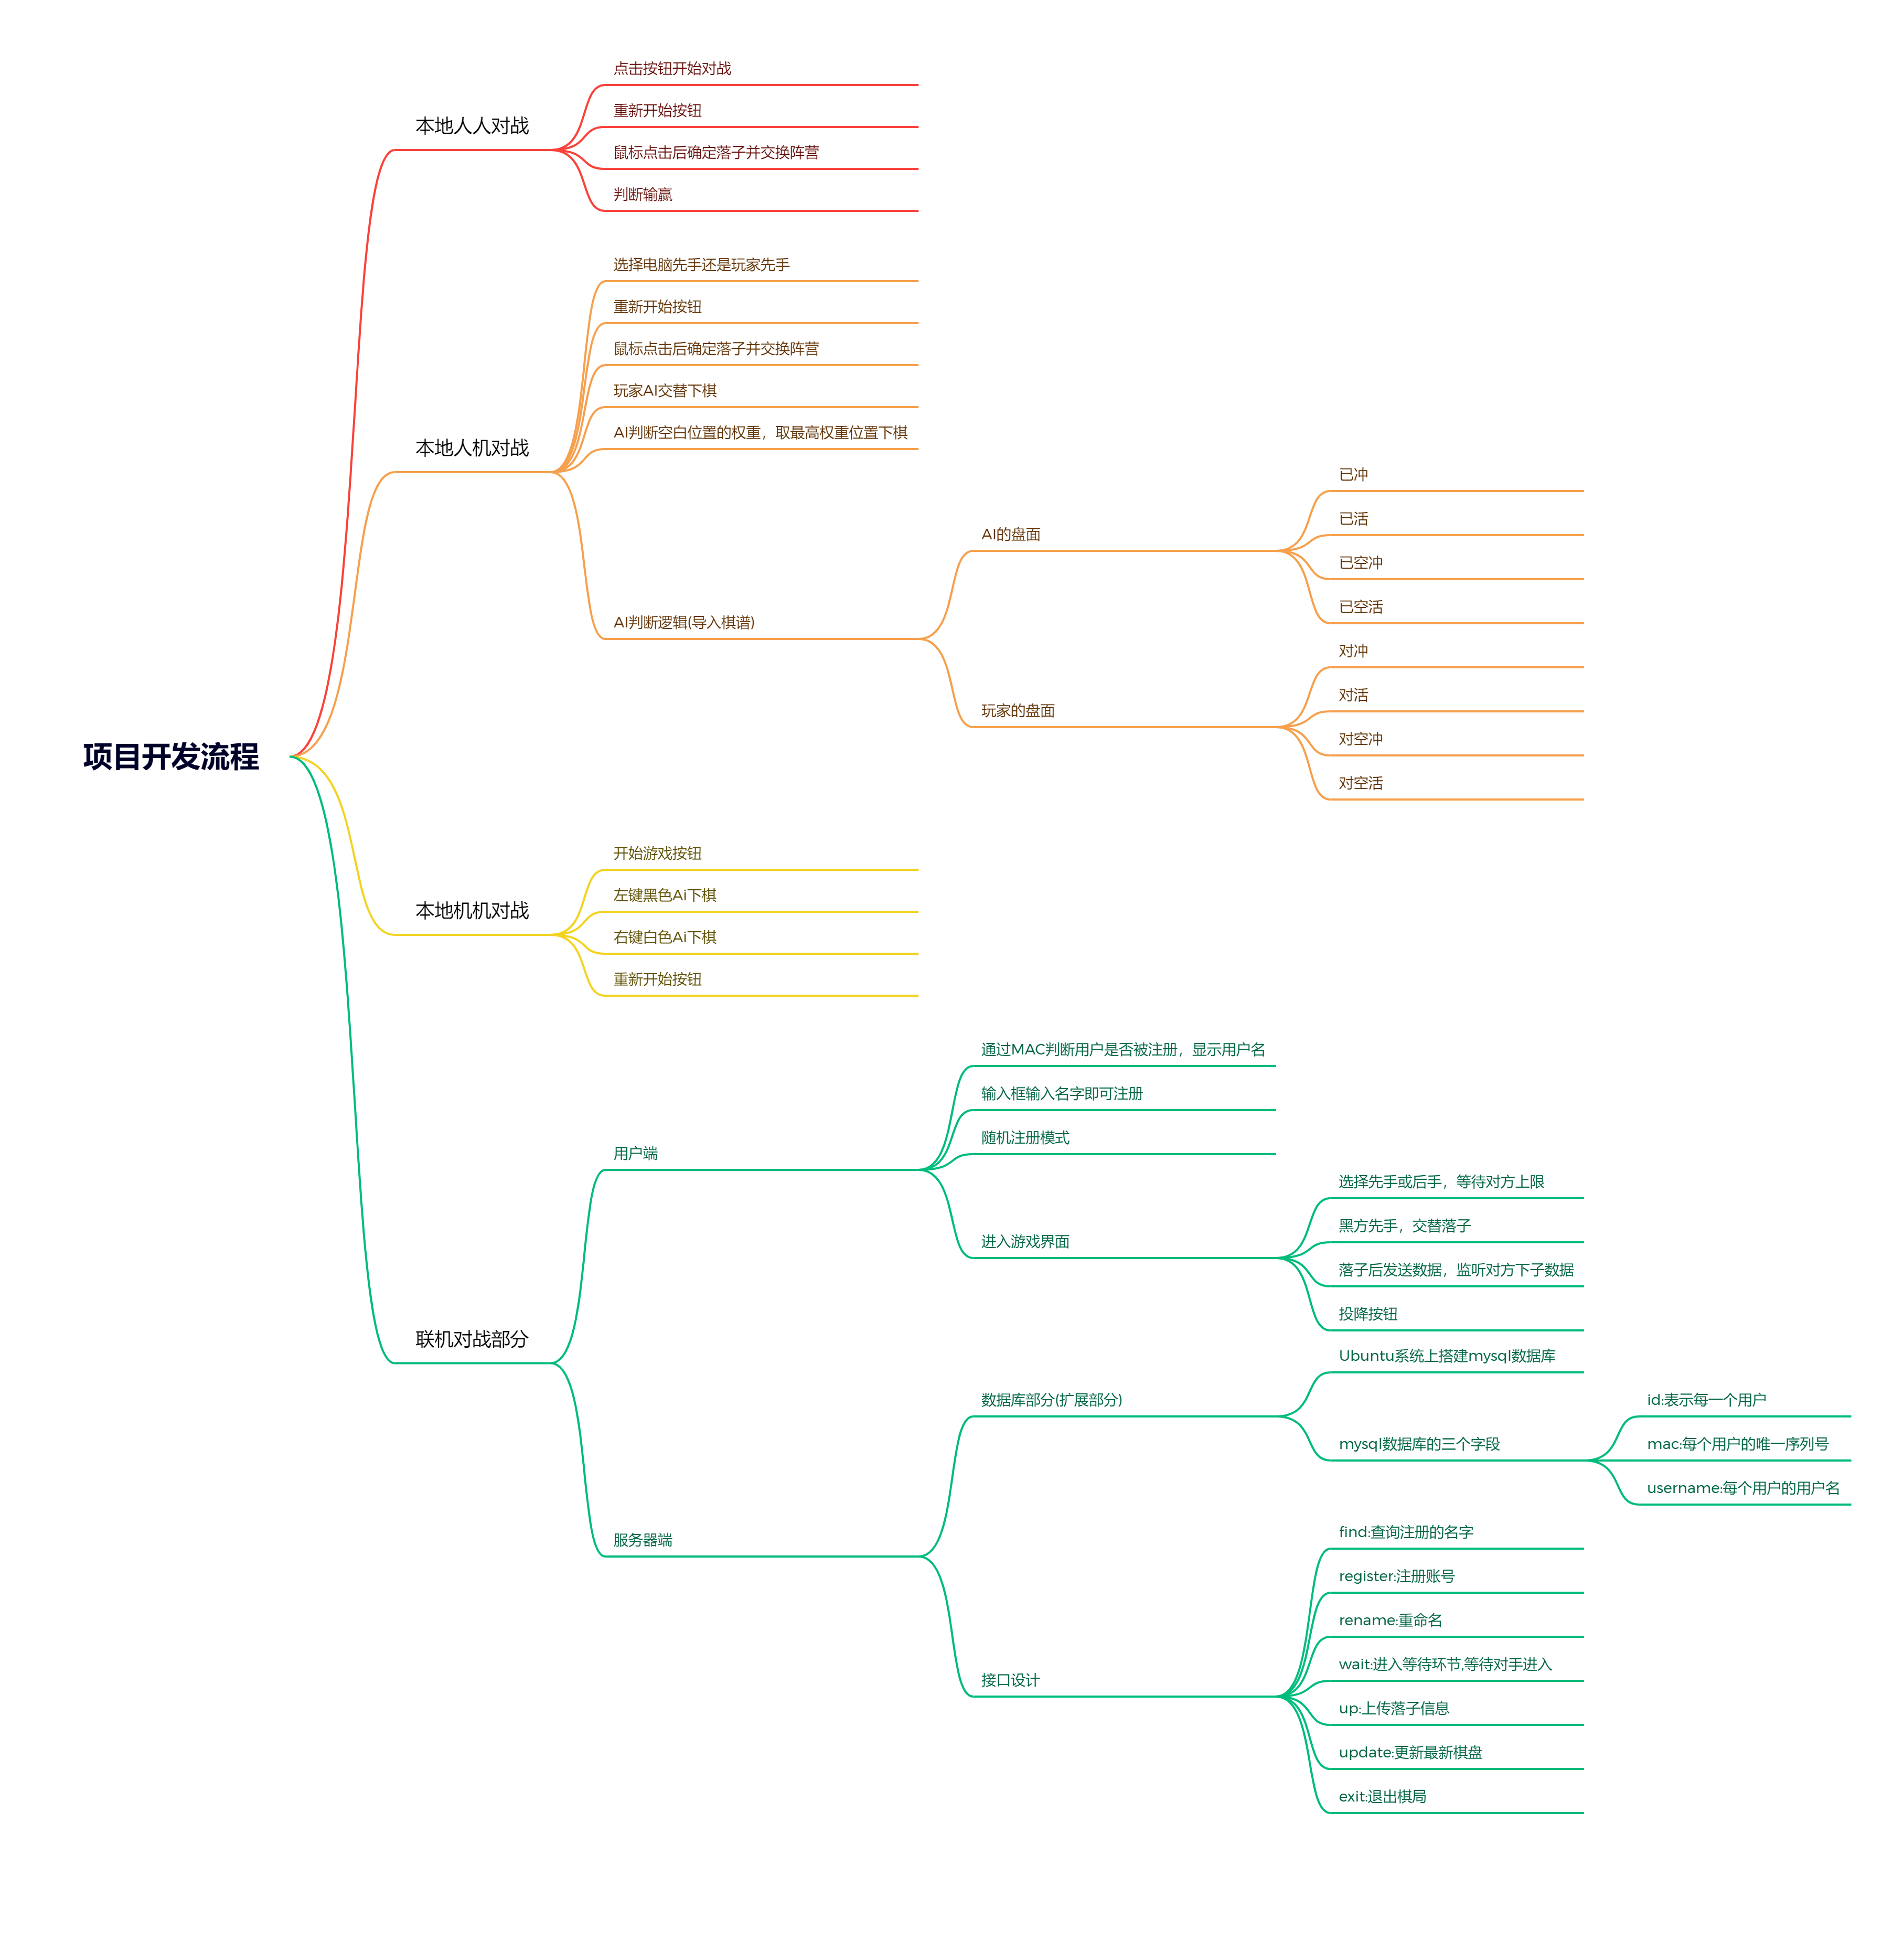 项目开发流程
本地人人对战
点击按钮开始对战
重新开始按钮
鼠标点击后确定落子并交换阵营
判断输赢
本地人机对战
选择电脑先手还是玩家先手
重新开始按钮
鼠标点击后确定落子并交换阵营
玩家AI交替下棋
AI判断空白位置的权重，取最高权重位置下棋
AI判断逻辑(导入棋谱)
AI的盘面
已冲
已活
已空冲
已空活
玩家的盘面
对冲
对活
对空冲
对空活
本地机机对战
开始游戏按钮
左键黑色Ai下棋
右键白色Ai下棋
重新开始按钮
联机对战部分
用户端
通过MAC判断用户是否被注册，显示用户名
输入框输入名字即可注册
随机注册模式
进入游戏界面
选择先手或后手，等待对方上限
黑方先手，交替落子
落子后发送数据，监听对方下子数据
投降按钮
服务器端
数据库部分(扩展部分)
Ubuntu系统上搭建mysql数据库
mysql数据库的三个字段
id:表示每一个用户
mac:每个用户的唯一序列号
username:每个用户的用户名
接口设计
find:查询注册的名字
register:注册账号
rename:重命名
wait:进入等待环节,等待对手进入
up:上传落子信息
update:更新最新棋盘
exit:退出棋局